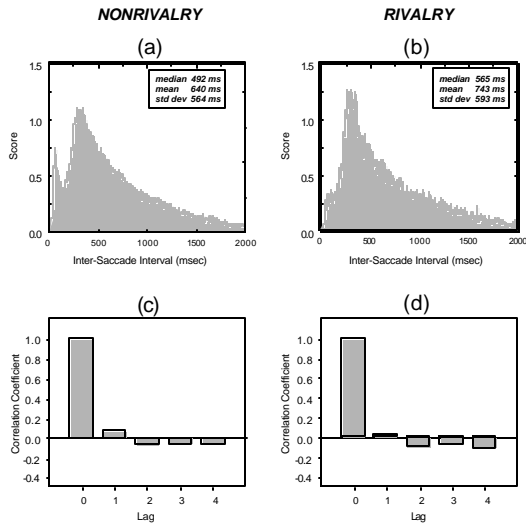 NONRIVALRY
RIVALRY
(a)
(b)
1.5
1.0
0.5
0.0
Score
median 492 ms
mean 640 ms
std dev 564 ms
0
500
1000
1500
2000
Inter-Saccade Interval (msec)
1.5
1.0
0.5
0.0
Score
median 565 ms
mean 743 ms
std dev 593 ms
0
500
1000
1500
2000
Inter-Saccade Interval (msec)
(c)
(d)
1.0
0.8
0.6
0.4
0.2
0.0
-0.2
-0.4
Correlation Coefficient
0
1
2
3
4
Lag
1.0
0.8
0.6
0.4
0.2
0.0
-0.2
-0.4
Correlation Coefficient
0
1
2
3
4
Lag